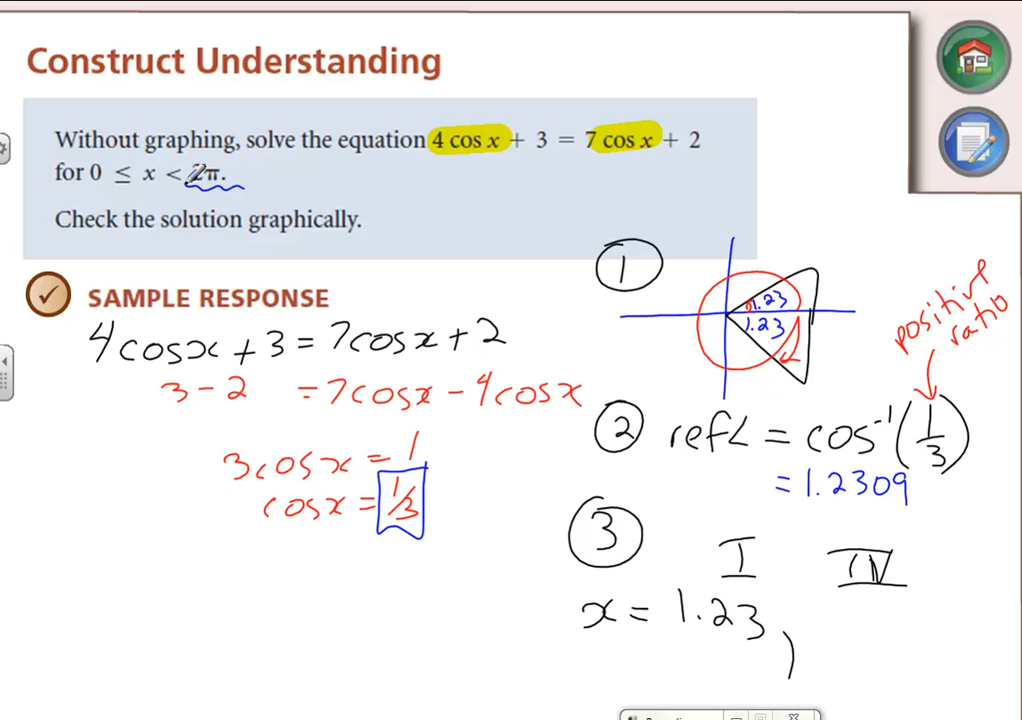 Construct Understanding
Without graphing, solve the equation 4 cos x + 3 = 7 cos x + 2
for 0 ≤ x < 2π.
Check the solution graphically.
SAMPLE RESPONSE
4cosx + 3 = 7cosx + 2
3 - 2 = 7cosx - 4cosx
3cosx = 1
cosx = 1/3
1
1.23
1.23
positive
ratio
2 ref∠ = cos⁻¹(1/3)
= 1.2309
3
I IV
x = 1.23,